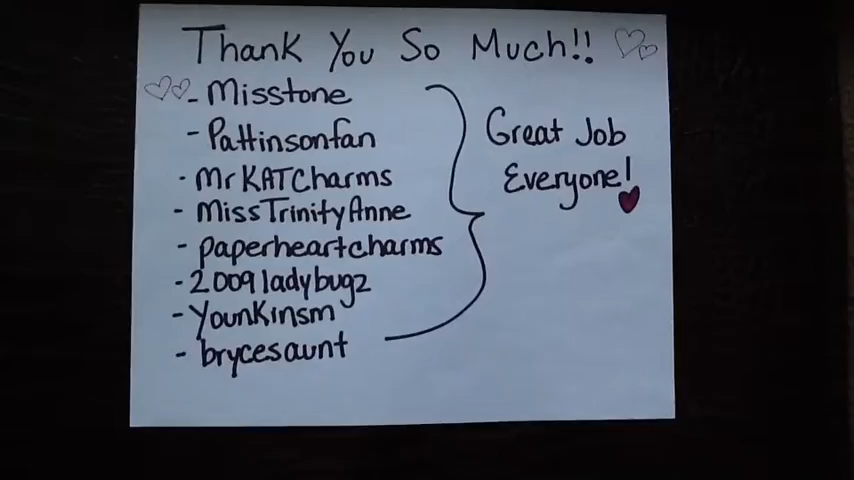 Thank You So Much!!
- Misstone
- Pattinsonfan
- MrKATCharms
- MissTrinityAnne
- paperheartcharms
- 2009ladybugz
- Younkinsm
- brycesaunt
Great Job
Everyone!